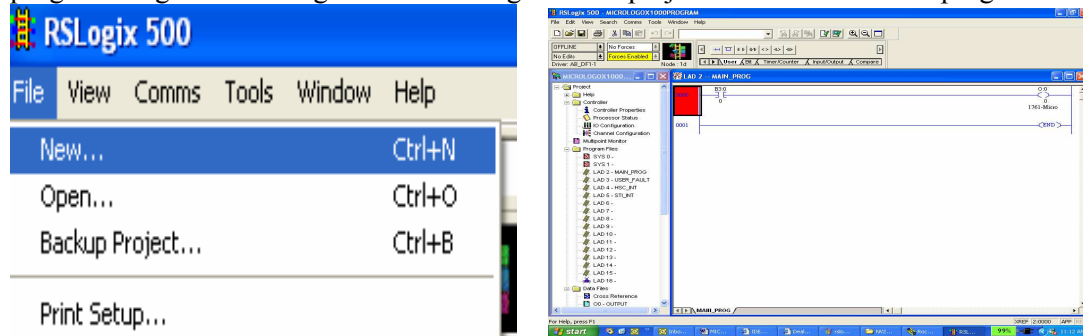 RSLogix 500
File View Comms Tools Window Help
New... Ctrl+N
Open... Ctrl+O
Backup Project... Ctrl+B
Print Setup...
RSLogix 500 - MICROLOGOX1000PROGRAM
File Edit View Search Comms Tools Window Help
OFFLINE No Forces
No Edits Forces Enabled
Driver: AB_DF1-1 Node: 1d
User Bit Timer/Counter Input/Output Compare
MICROLOGOX1000...
LAD 2 -- MAIN_PROG
Project
Help
Controller
Controller Properties
Processor Status
IO Configuration
Channel Configuration
Multipoint Monitor
Program Files
SYS 0 -
SYS 1 -
LAD 2 - MAIN_PROG
LAD 3 - USER_FAULT
LAD 4 - HSC_INT
LAD 5 - STI_INT
LAD 6 -
LAD 7 -
LAD 8 -
LAD 9 -
LAD 10 -
LAD 11 -
LAD 12 -
LAD 13 -
LAD 14 -
LAD 15 -
LAD 16 -
Data Files
Cross Reference
O0 - OUTPUT
0000
B3:0
0
O:0
0
1761-Micro
0001
END
MAIN_PROG
For Help, press F1
XREF 2:0000 APP
start
99%